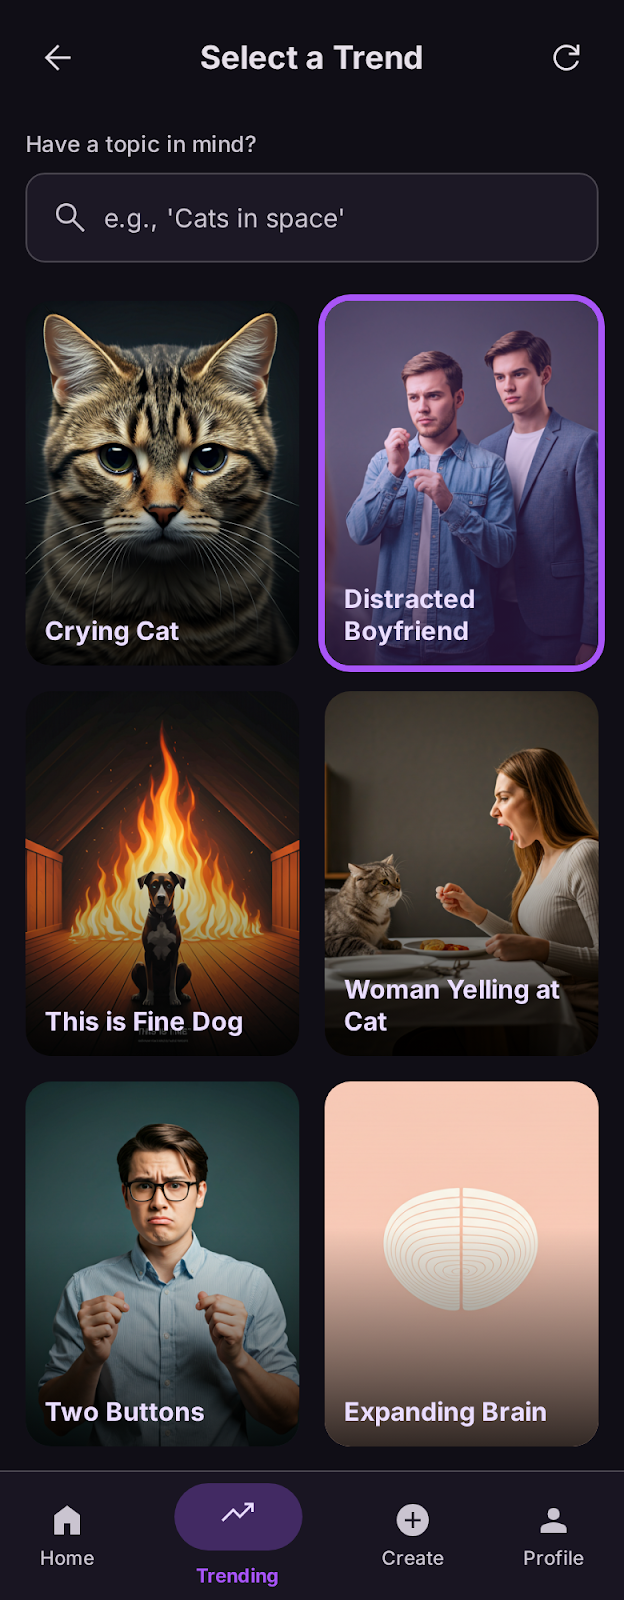 Select a Trend
Have a topic in mind?
e.g., 'Cats in space'
Crying Cat
Distracted
Boyfriend
This is Fine Dog
Woman Yelling at
Cat
Two Buttons
Expanding Brain
Home
Trending
Create
Profile